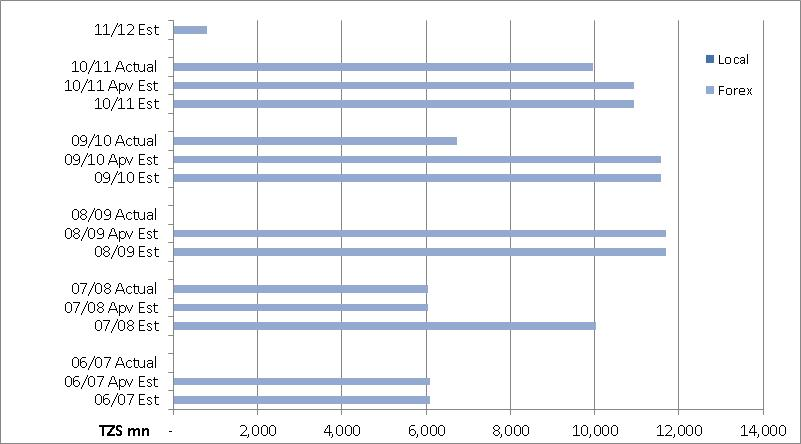 11/12 Est
10/11 Actual
10/11 Apv Est
10/11 Est
09/10 Actual
09/10 Apv Est
09/10 Est
08/09 Actual
08/09 Apv Est
08/09 Est
07/08 Actual
07/08 Apv Est
07/08 Est
06/07 Actual
06/07 Apv Est
06/07 Est
Local
Forex
TZS mn - 2,000 4,000 6,000 8,000 10,000 12,000 14,000